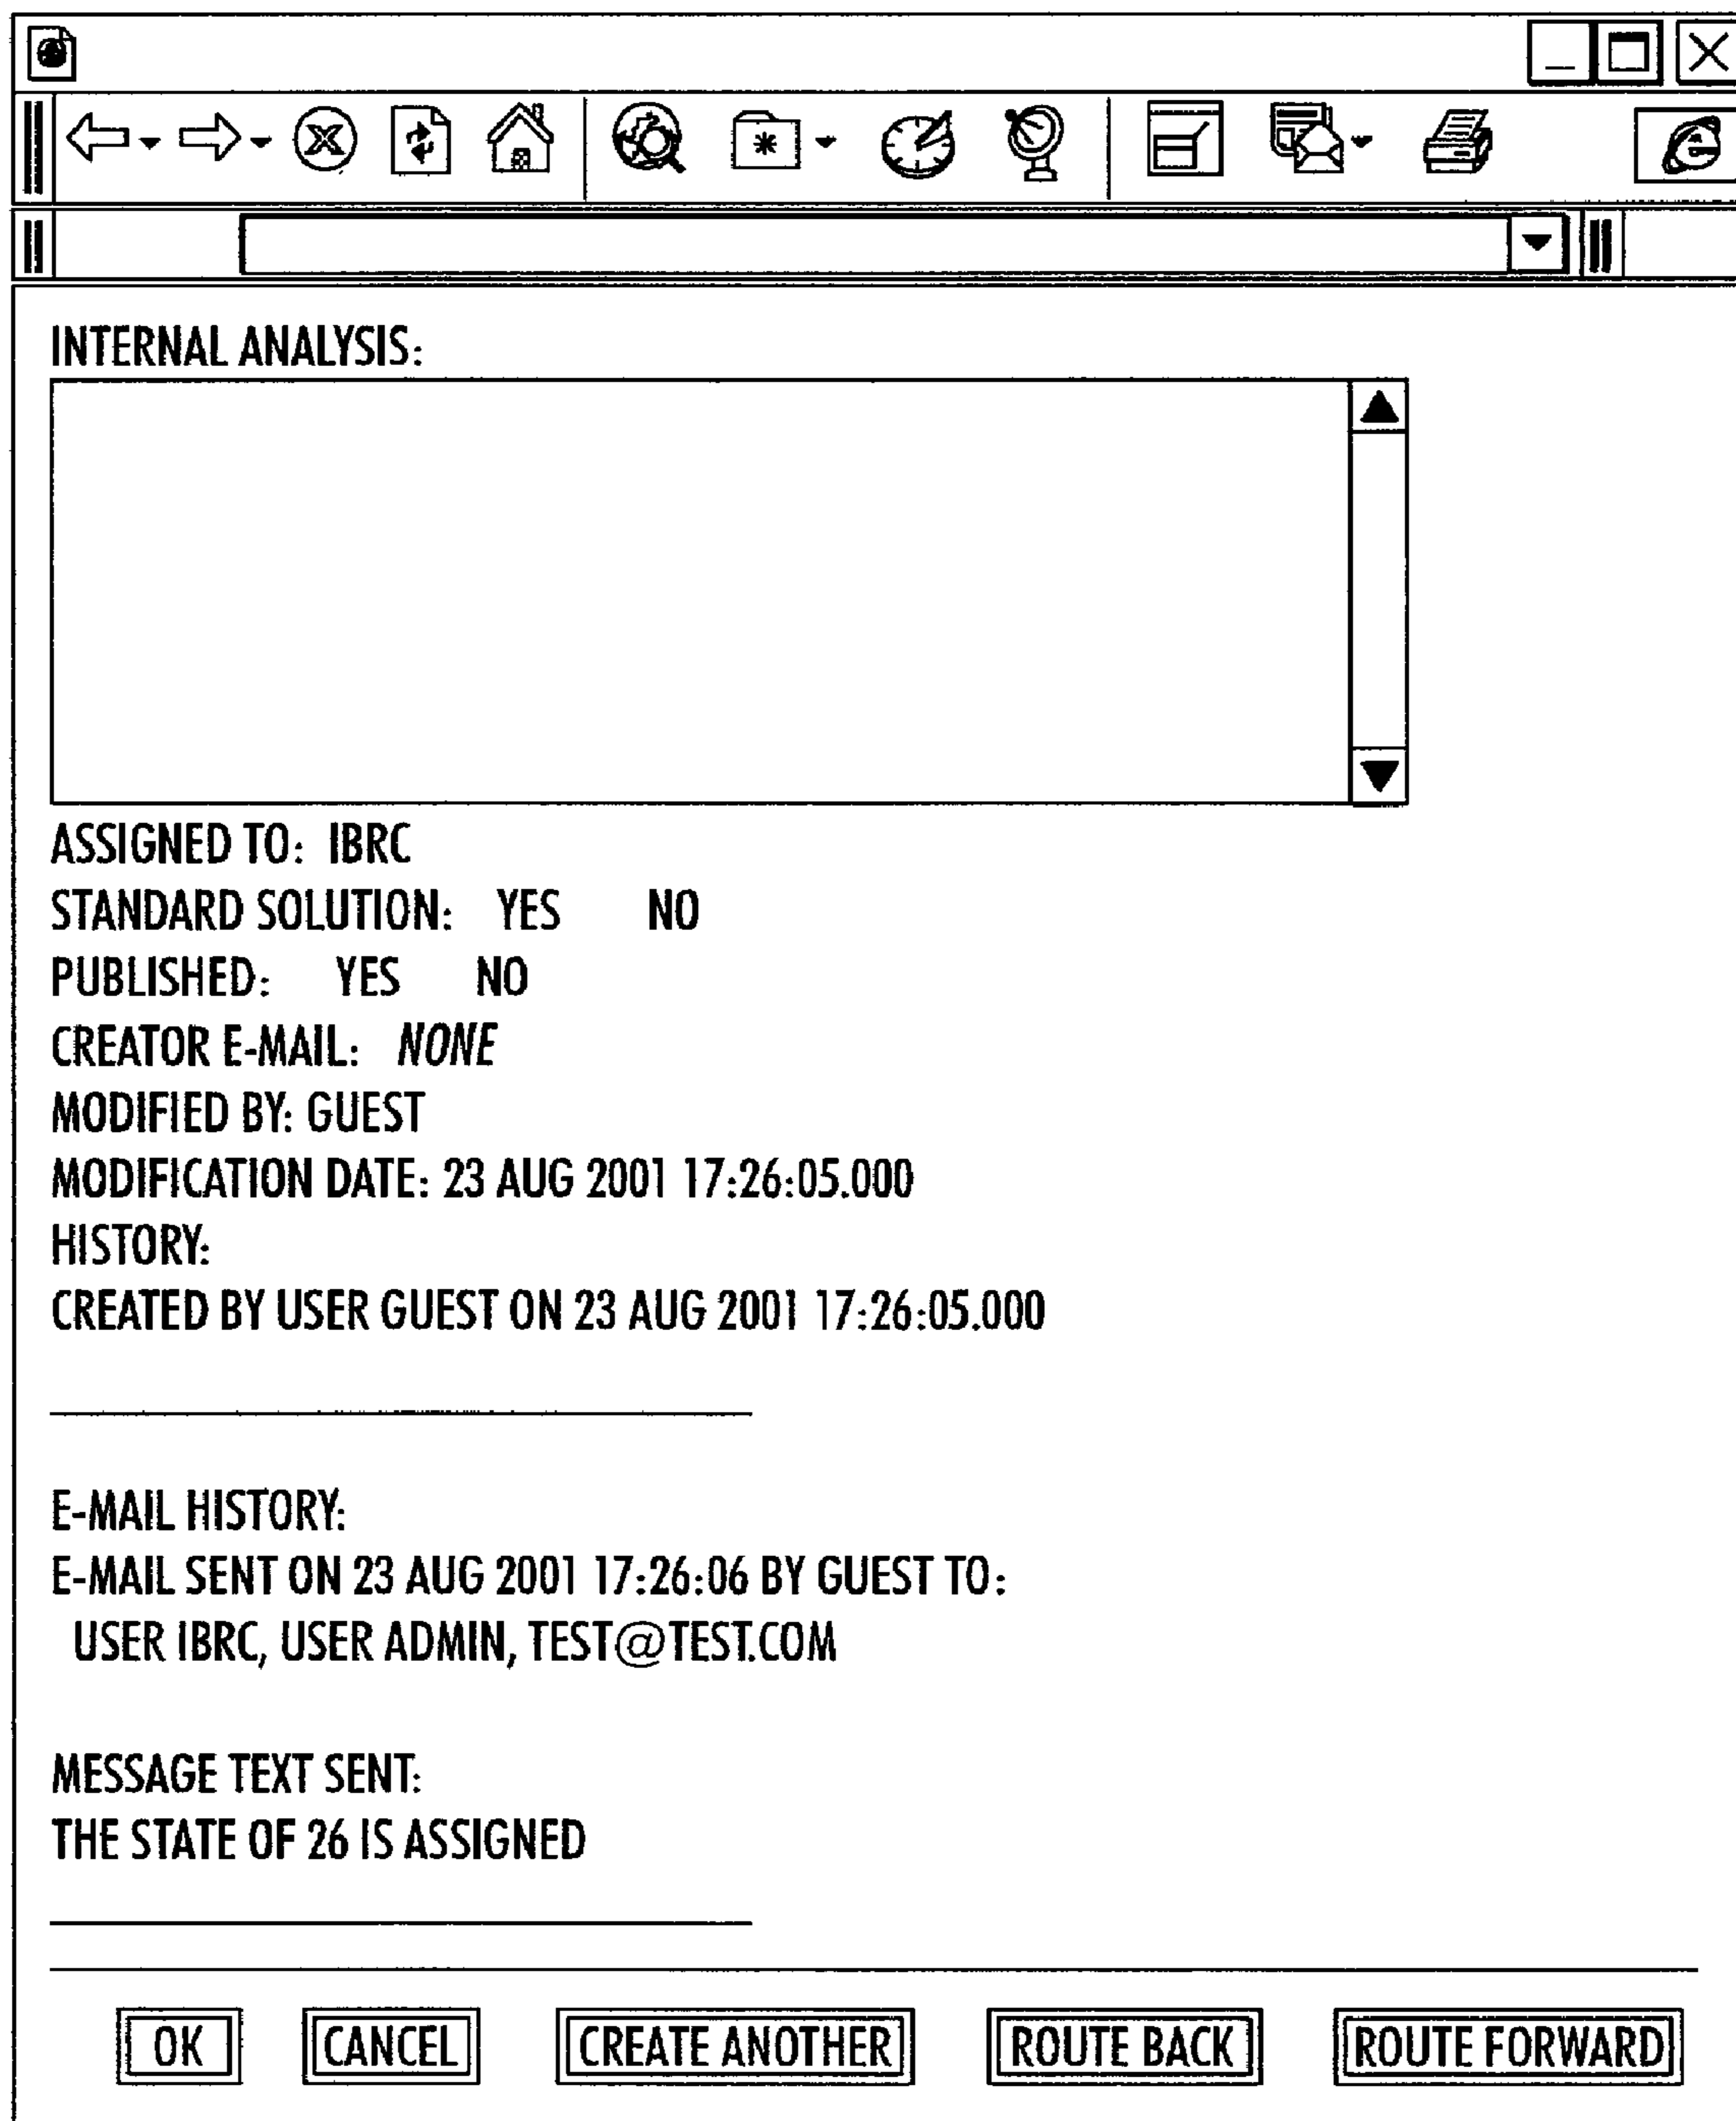 INTERNAL ANALYSIS:
ASSIGNED TO: IBRC
STANDARD SOLUTION: YES NO
PUBLISHED: YES NO
CREATOR E-MAIL: NONE
MODIFIED BY: GUEST
MODIFICATION DATE: 23 AUG 2001 17:26:05.000
HISTORY:
CREATED BY USER GUEST ON 23 AUG 2001 17:26:05.000
E-MAIL HISTORY:
E-MAIL SENT ON 23 AUG 2001 17:26:06 BY GUEST TO:
USER IBRC, USER ADMIN, TEST@TEST.COM
MESSAGE TEXT SENT:
THE STATE OF 26 IS ASSIGNED
OK CANCEL CREATE ANOTHER ROUTE BACK ROUTE FORWARD